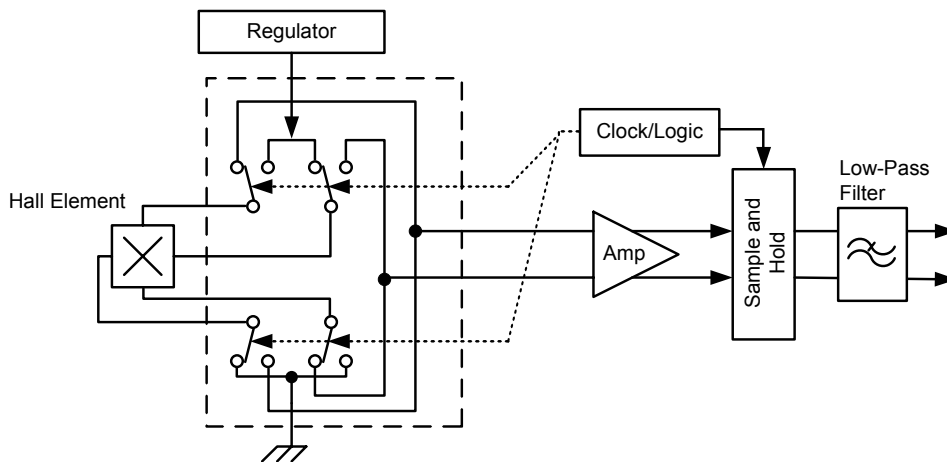 Regulator
Clock/Logic
Low-Pass
Filter
Hall Element
Amp
Sample and
Hold